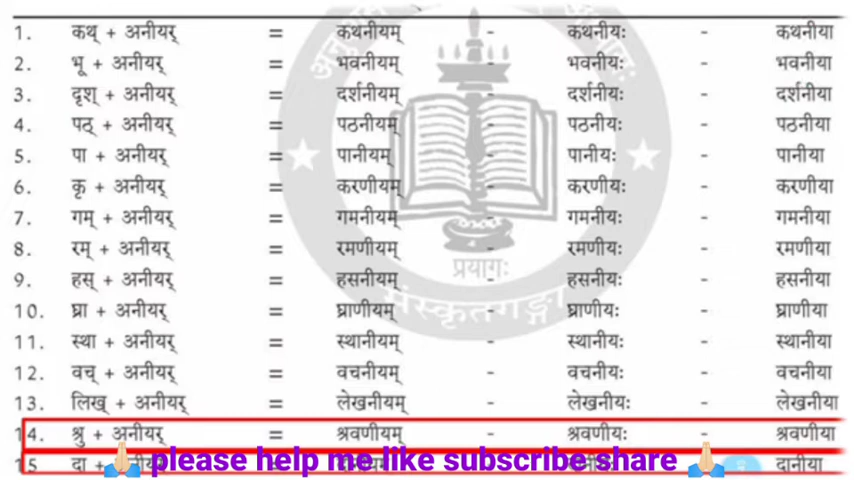 1. कथ् + अनीयर् = कथनीयम् - कथनीयः - कथनीया
2. भू + अनीयर् = भवनीयम् - भवनीयः - भवनीया
3. दृश् + अनीयर् = दर्शनीयम् - दर्शनीयः - दर्शनीया
4. पठ् + अनीयर् = पठनीयम् - पठनीयः - पठनीया
5. पा + अनीयर् = पानीयम् - पानीयः - पानीया
6. कृ + अनीयर् = करणीयम् - करणीयः - करणीया
7. गम् + अनीयर् = गमनीयम् - गमनीयः - गमनीया
8. रम् + अनीयर् = रमणीयम् - रमणीयः - रमणीया
9. हस् + अनीयर् = हसनीयम् - हसनीयः - हसनीया
10. घ्रा + अनीयर् = घ्राणीयम् - घ्राणीयः - घ्राणीया
11. स्था + अनीयर् = स्थानीयम् - स्थानीयः - स्थानीया
12. वच् + अनीयर् = वचनीयम् - वचनीयः - वचनीया
13. लिख् + अनीयर् = लेखनीयम् - लेखनीयः - लेखनीया
14. श्रु + अनीयर् = श्रवणीयम् - श्रवणीयः - श्रवणीया
15 दा + - दानीया
🙏🏻 please help me like subscribe share 🙏🏻
प्रयागः
संस्कृतगङ्गा